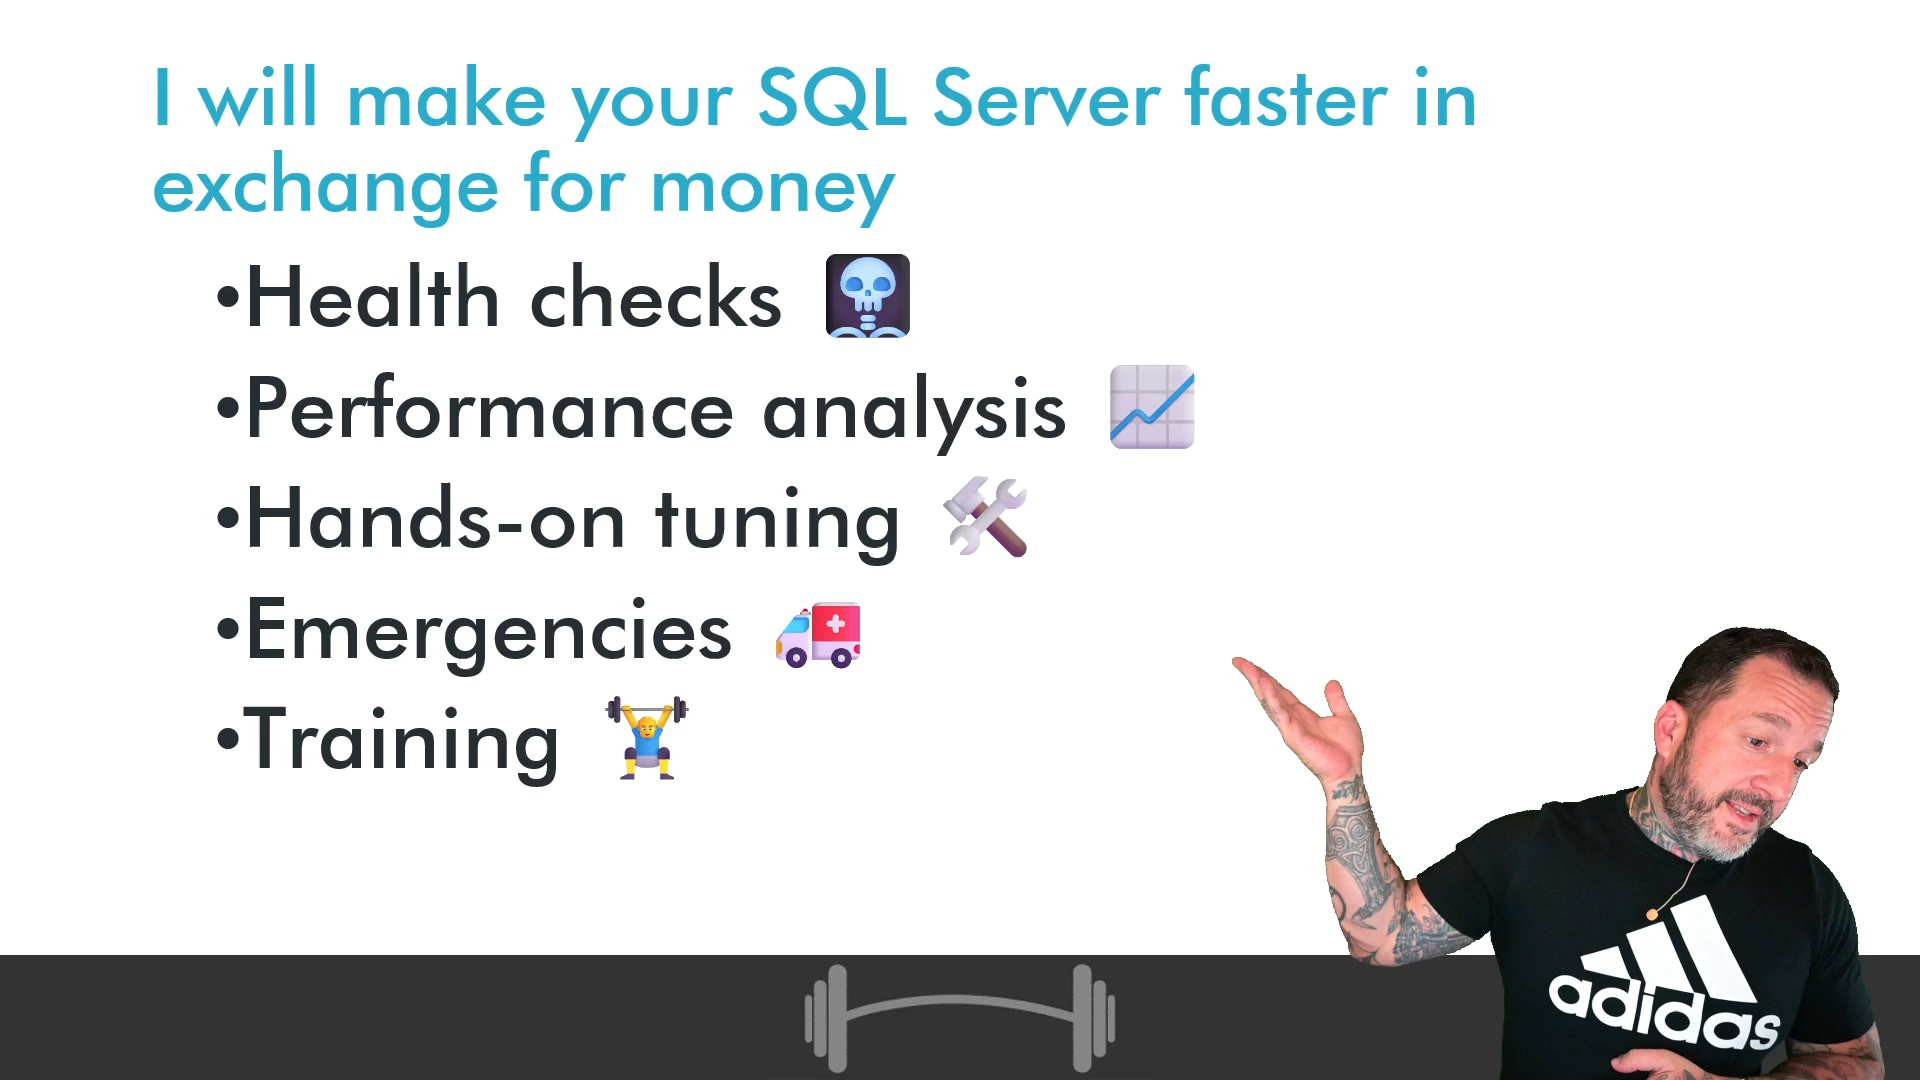 I will make your SQL Server faster in
exchange for money
•Health checks
•Performance analysis
•Hands-on tuning
•Emergencies
•Training
adidas